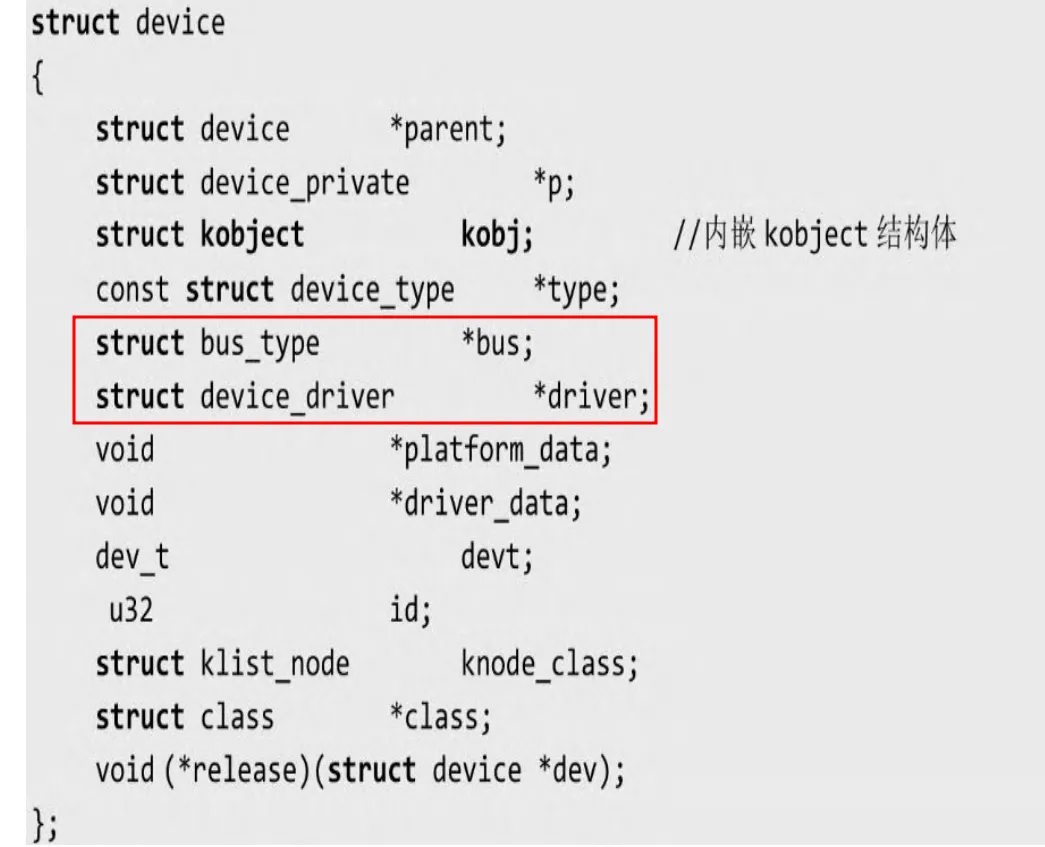 struct device
{
struct device *parent;
struct device_private *p;
struct kobject kobj; //内嵌 kobject 结构体
const struct device_type *type;
struct bus_type *bus;
struct device_driver *driver;
void *platform_data;
void *driver_data;
dev_t devt;
u32 id;
struct klist_node knode_class;
struct class *class;
void (*release)(struct device *dev);
};